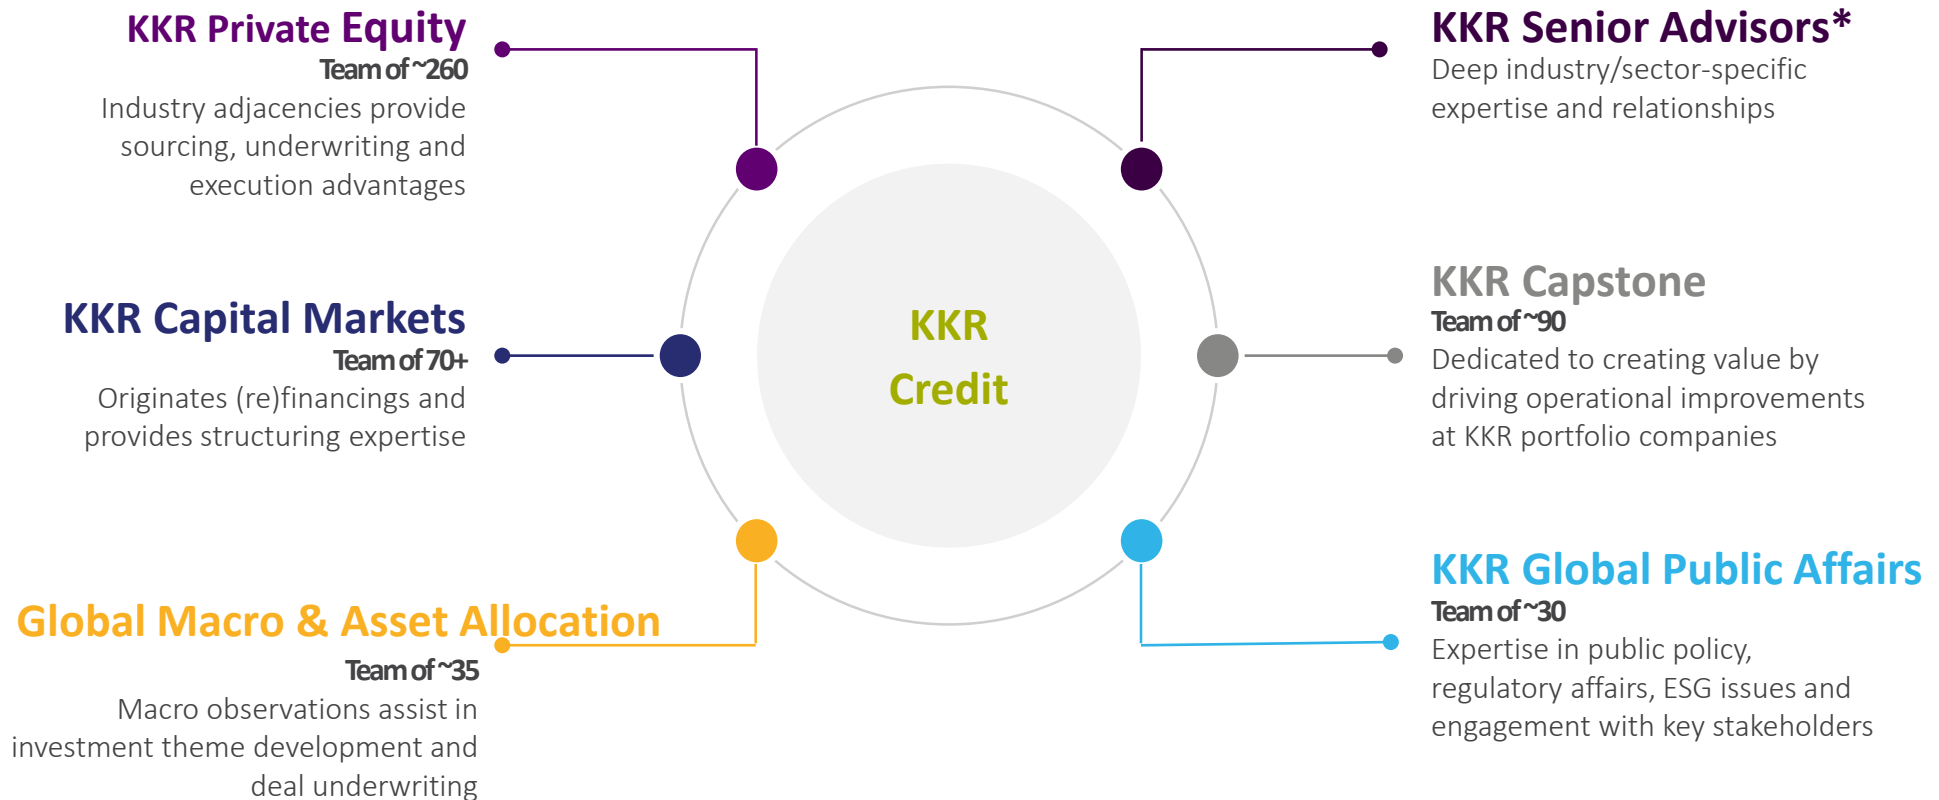 KKR Private Equity
Team of ~260
Industry adjacencies provide
sourcing, underwriting and
execution advantages
KKR Capital Markets
Team of 70+
Originates (re)financings and
provides structuring expertise
Global Macro & Asset Allocation
Team of ~35
Macro observations assist in
investment theme development and
deal underwriting
KKR
Credit
KKR Senior Advisors*
Deep industry/sector-specific
expertise and relationships
KKR Capstone
Team of ~90
Dedicated to creating value by
driving operational improvements
at KKR portfolio companies
KKR Global Public Affairs
Team of ~30
Expertise in public policy,
regulatory affairs, ESG issues and
engagement with key stakeholders